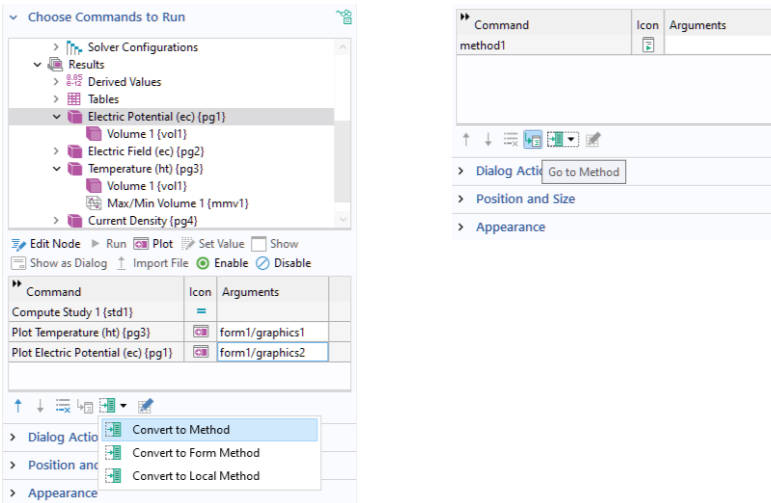 Choose Commands to Run
Solver Configurations
Results
8.85
e-12 Derived Values
Tables
Electric Potential (ec) {pg1}
Volume 1 {vol1}
Electric Field (ec) {pg2}
Temperature (ht) {pg3}
Volume 1 {vol1}
Max/Min Volume 1 {mmv1}
Current Density {pg4}
Edit Node Run Plot Set Value Show
Show as Dialog Import File Enable Disable
Command Icon Arguments
Compute Study 1 {std1} =
Plot Temperature (ht) {pg3} form1/graphics1
Plot Electric Potential (ec) {pg1} form1/graphics2
Convert to Method
Convert to Form Method
Convert to Local Method
Dialog Actio
Position and
Appearance
Command Icon Arguments
method1
Go to Method
Dialog Actio
Position and Size
Appearance